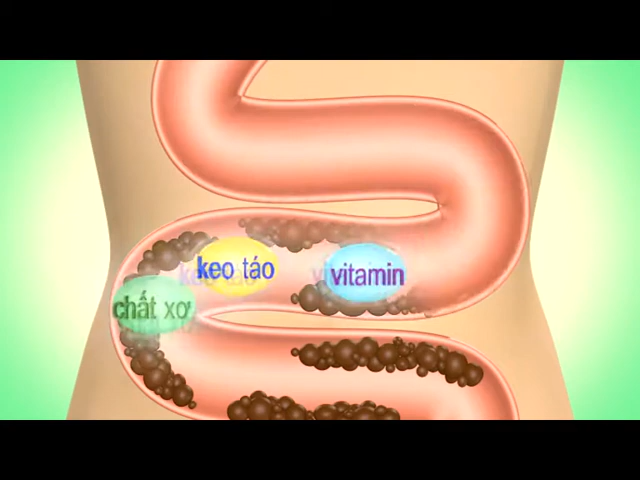 keo táo
vitamin
chất xơ